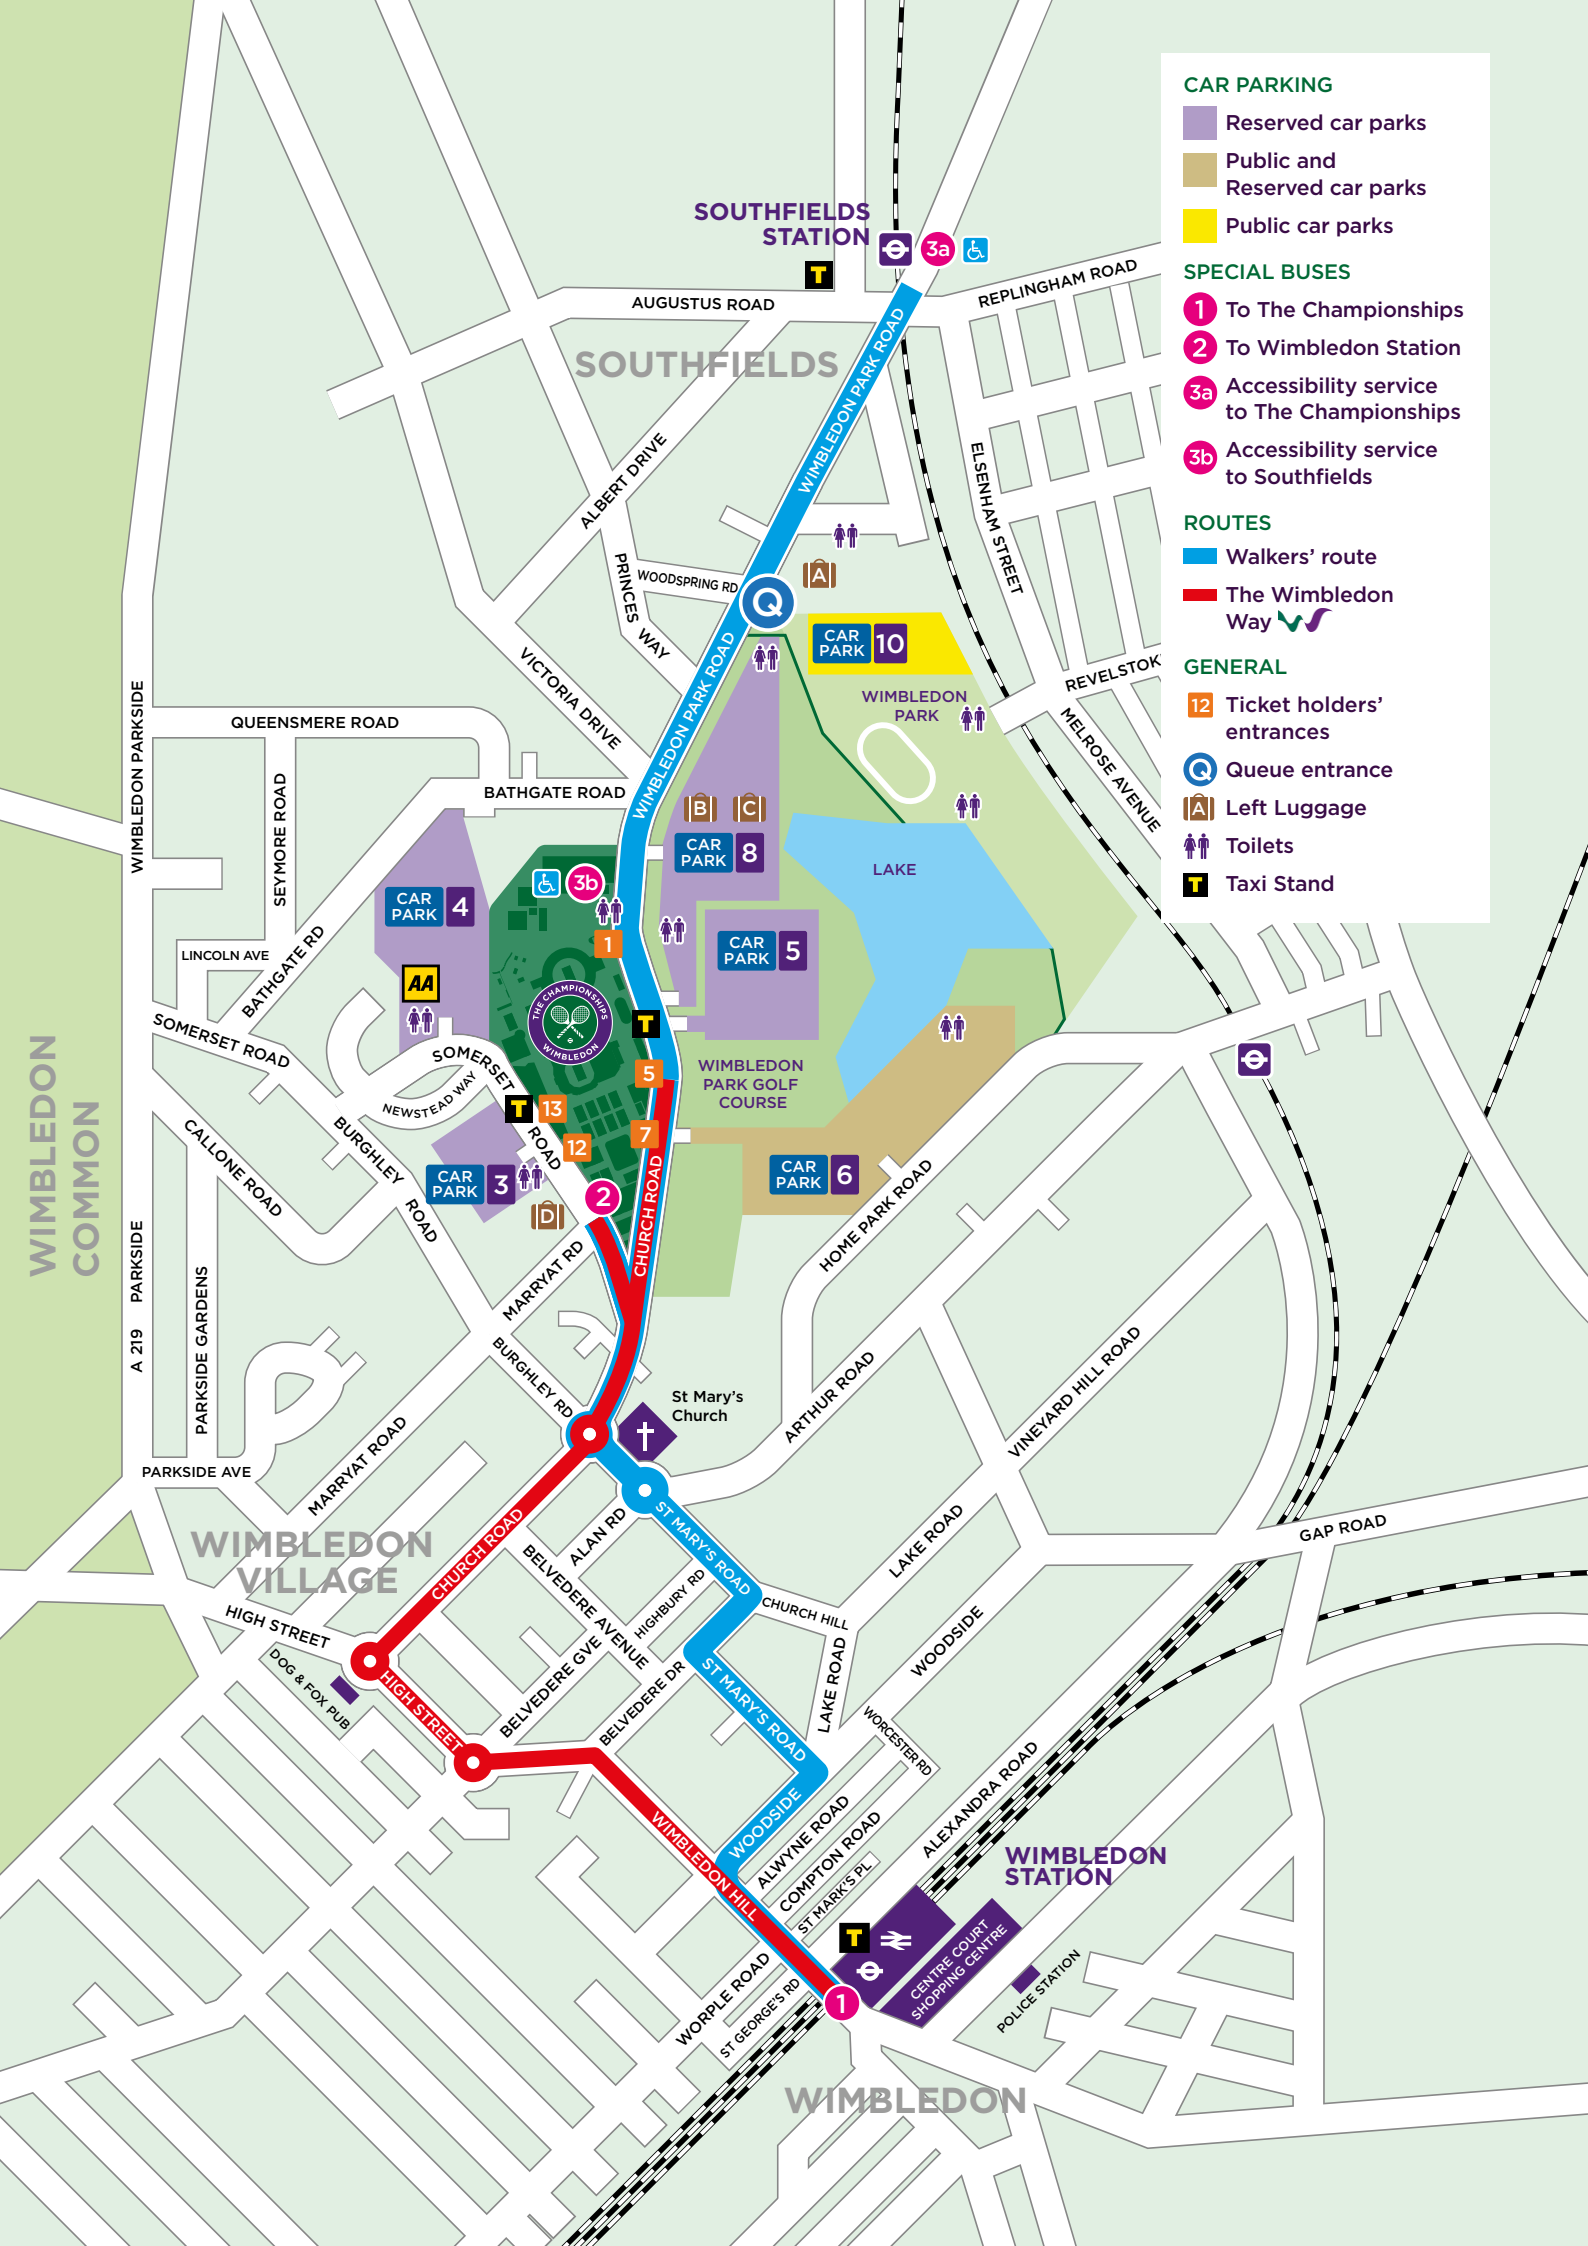 CAR PARKING
Reserved car parks
Public and
Reserved car parks
Public car parks
SPECIAL BUSES
1 To The Championships
2 To Wimbledon Station
3a Accessibility service
to The Championships
3b Accessibility service
to Southfields
ROUTES
Walkers' route
The Wimbledon
Way
GENERAL
12 Ticket holders'
entrances
Q Queue entrance
A Left Luggage
Toilets
T Taxi Stand
SOUTHFIELDS
STATION
3a
T
AUGUSTUS ROAD
REPLINGHAM ROAD
SOUTHFIELDS
WIMBLEDON PARK ROAD
ALBERT DRIVE
ELSENHAM STREET
PRINCES WAY
WOODSPRING RD
A
Q
CAR
PARK 10
VICTORIA DRIVE
WIMBLEDON PARK ROAD
WIMBLEDON
PARK
REVELSTOK
MELROSE AVENUE
WIMBLEDON PARKSIDE
QUEENSMERE ROAD
SEYMORE ROAD
BATHGATE ROAD
B
C
CAR
PARK 8
LAKE
3b
CAR
PARK 4
1
CAR
PARK 5
LINCOLN AVE
BATHGATE RD
AA
THE CHAMPIONSHIPS
WIMBLEDON
T
SOMERSET ROAD
SOMERSET ROAD
NEWSTEAD WAY
5
WIMBLEDON
PARK GOLF
COURSE
WIMBLEDON
COMMON
CALLONE ROAD
BURGHLEY ROAD
T
13
12
7
CAR
PARK 3
D
2
CAR
PARK 6
CHURCH ROAD
HOME PARK ROAD
A 219 PARKSIDE
PARKSIDE GARDENS
MARRYAT RD
BURGHLEY RD
St Mary's
Church
ARTHUR ROAD
VINEYARD HILL ROAD
MARRYAT ROAD
PARKSIDE AVE
WIMBLEDON
VILLAGE
CHURCH ROAD
ALAN RD
ST MARY'S ROAD
LAKE ROAD
GAP ROAD
BELVEDERE AVENUE
HIGHBURY RD
CHURCH HILL
HIGH STREET
DOG & FOX PUB
HIGH STREET
BELVEDERE GVE
BELVEDERE DR
ST MARY'S ROAD
LAKE ROAD
WOODSIDE
WORCESTER RD
WIMBLEDON HILL
WOODSIDE
ALWYNE ROAD
COMPTON ROAD
ST MARK'S PL
ALEXANDRA ROAD
WIMBLEDON
STATION
T
CENTRE COURT
SHOPPING CENTRE
POLICE STATION
WORPLE ROAD
ST GEORGE'S RD
1
WIMBLEDON